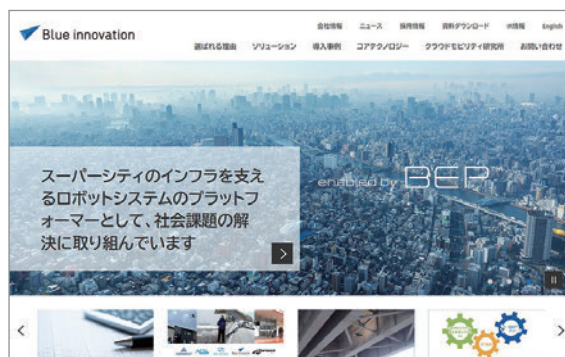 Blue innovation
会社情報 ニュース 採用情報 資料ダウンロード IR情報 English
選ばれる理由 ソリューション 導入事例 コアテクノロジー クラウドモビリティ研究所 お問い合わせ
スーパーシティのインフラを支え
るロボットシステムのプラットフ
ォーマーとして、社会課題の解
決に取り組んでいます
enabled by BEP